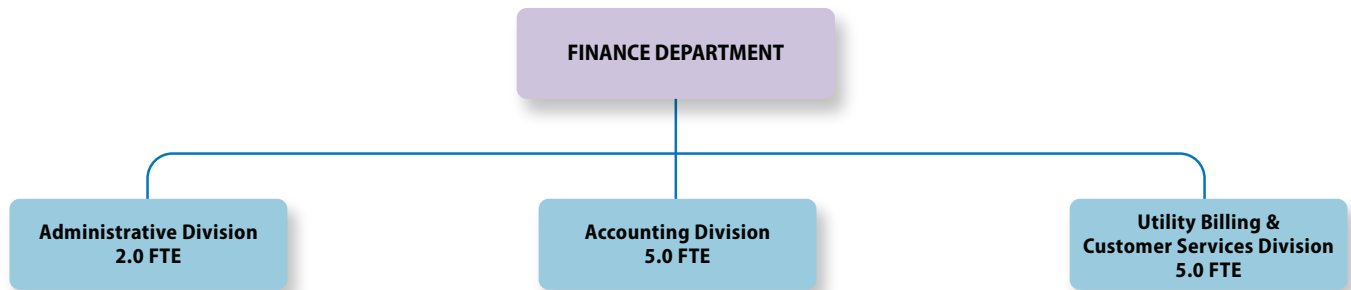 FINANCE DEPARTMENT
Administrative Division
2.0 FTE
Accounting Division
5.0 FTE
Utility Billing &
Customer Services Division
5.0 FTE